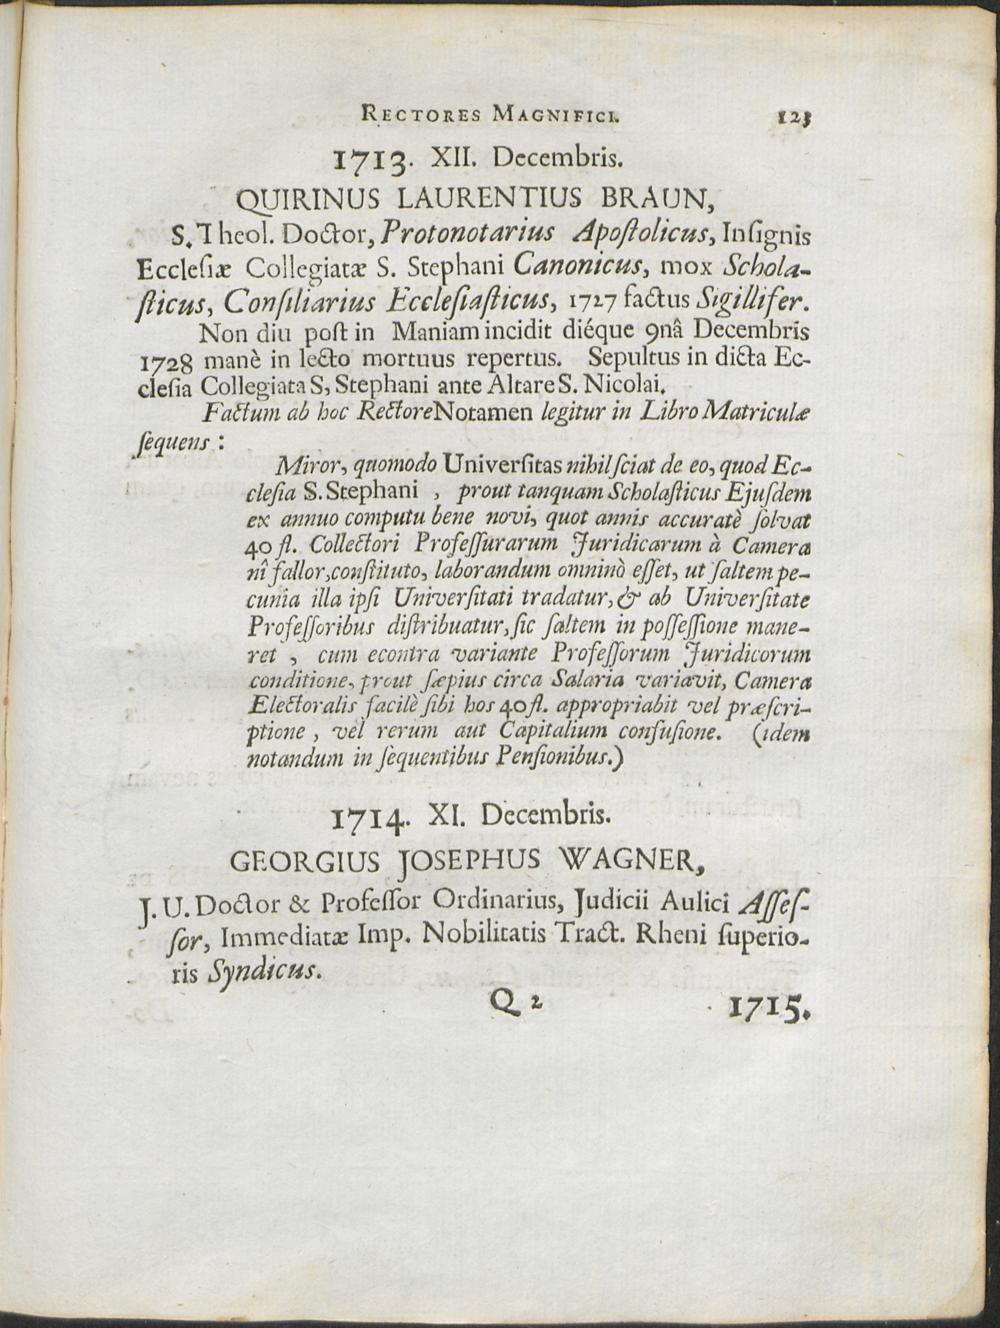 RECTORES MAGNIFICI. 123
1713. XII. Decembris.
QUIRINUS LAURENTIUS BRAUN,
S. Theol. Doctor, Protonotarius Apoſtolicus, Inſignis
Eccleſiæ Collegiatæ S. Stephani Canonicus, mox Schola-
ſticus, Conſiliarius Eccleſiaſticus, 1727 factus Sigillifer.
Non diu poſt in Maniam incidit diéque 9nâ Decembris
1728 manè in lecto mortuus repertus. Sepultus in dicta Ec-
cleſia Collegiata S, Stephani ante Altare S. Nicolai.
Factum ab hoc Rectore Notamen legitur in Libro Matriculæ
ſequens :
Miror, quomodo Univerſitas nihil ſciat de eo, quod Ec-
cleſia S. Stephani , prout tanquam Scholaſticus Ejuſdem
ex annuo computu bene novi, quot annis accuratè ſolvat
40 fl. Collectori Profeſſurarum Juridicarum à Camera
nî fallor, conſtituto, laborandum omninò eſſet, ut ſaltem pe-
cunia illa ipſi Univerſitati tradatur, & ab Univerſitate
Profeſſoribus diſtribuatur, ſic ſaltem in poſſeſſione mane-
ret , cum econtra variante Profeſſorum Juridicorum
conditione, prout ſæpius circa Salaria variavit, Camera
Electoralis facilè ſibi hos 40 fl. appropriabit vel præſcri-
ptione , vel rerum aut Capitalium confuſione. (idem
notandum in ſequentibus Penſionibus.)
1714. XI. Decembris.
GEORGIUS JOSEPHUS WAGNER,
J. U. Doctor & Profeſſor Ordinarius, Judicii Aulici Aſſeſ-
ſor, Immediatæ Imp. Nobilitatis Tract. Rheni ſuperio-
ris Syndicus.
Q 2 1715.